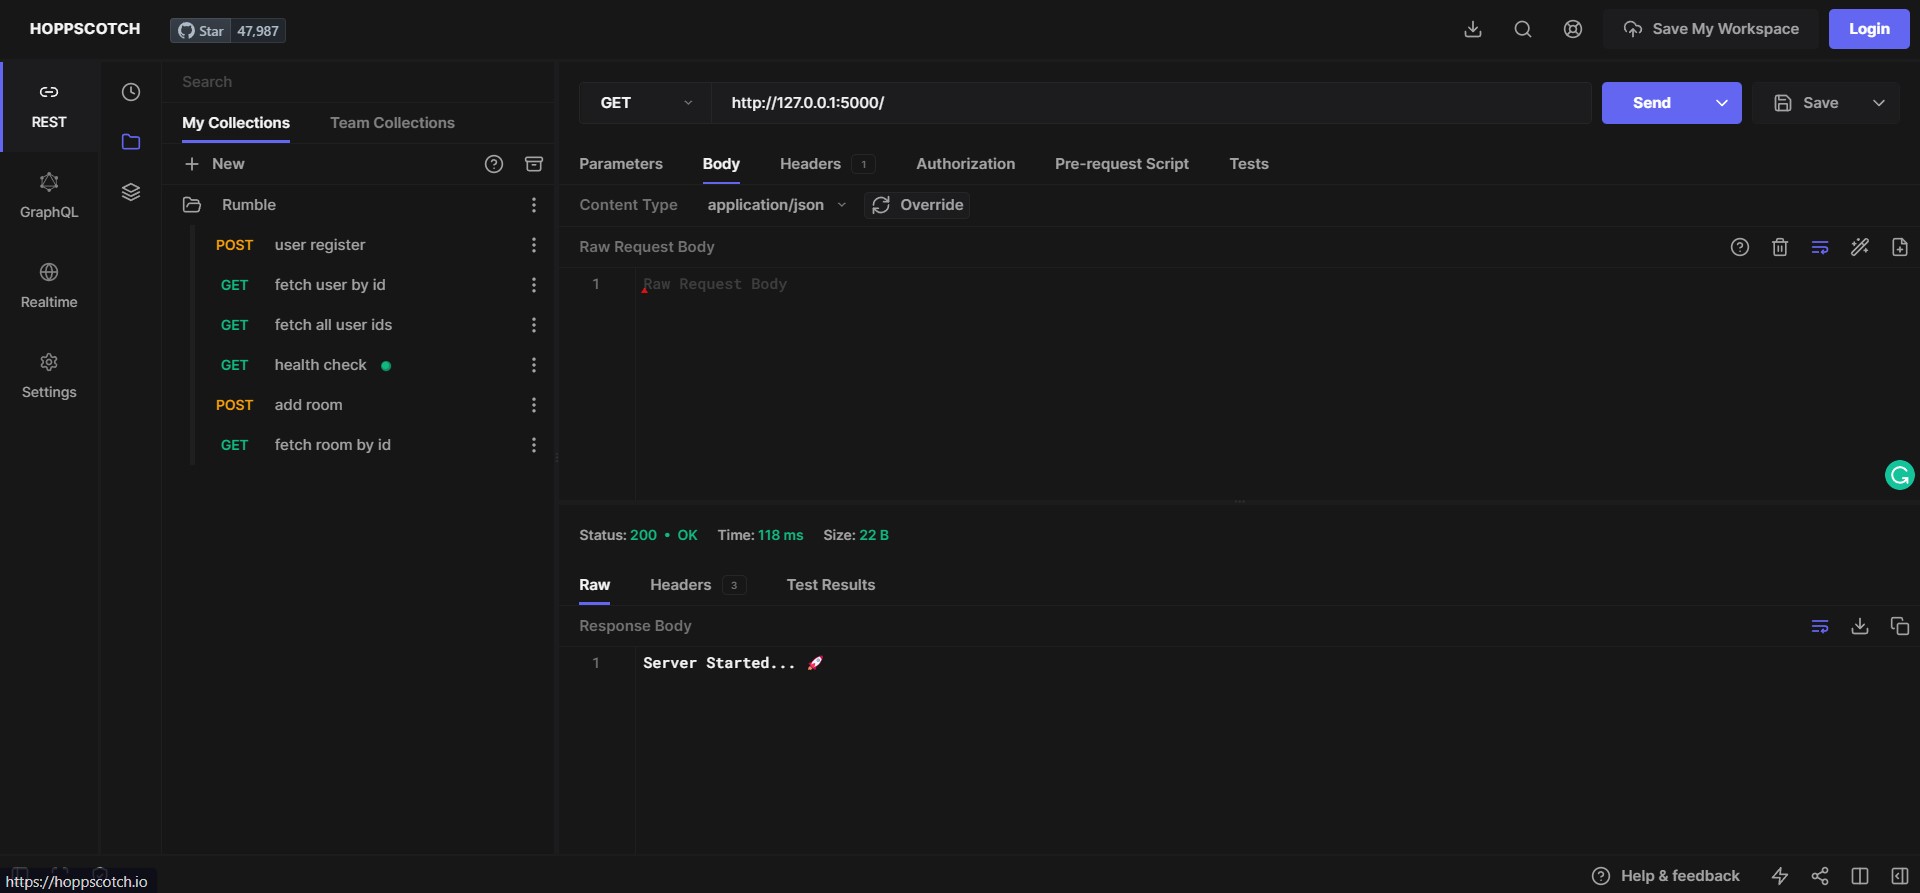 HOPPSCOTCH
Star 47,987
Save My Workspace
Login
REST
GraphQL
Realtime
Settings
Search
My Collections Team Collections
New
Rumble
POST user register
GET fetch user by id
GET fetch all user ids
GET health check
POST add room
GET fetch room by id
GET http://127.0.0.1:5000/
Send
Save
Parameters Body Headers 1 Authorization Pre-request Script Tests
Content Type application/json Override
Raw Request Body
1 Raw Request Body
Status: 200 • OK Time: 118 ms Size: 22 B
Raw Headers 3 Test Results
Response Body
1 Server Started... 🚀
https://hoppscotch.io
Help & feedback